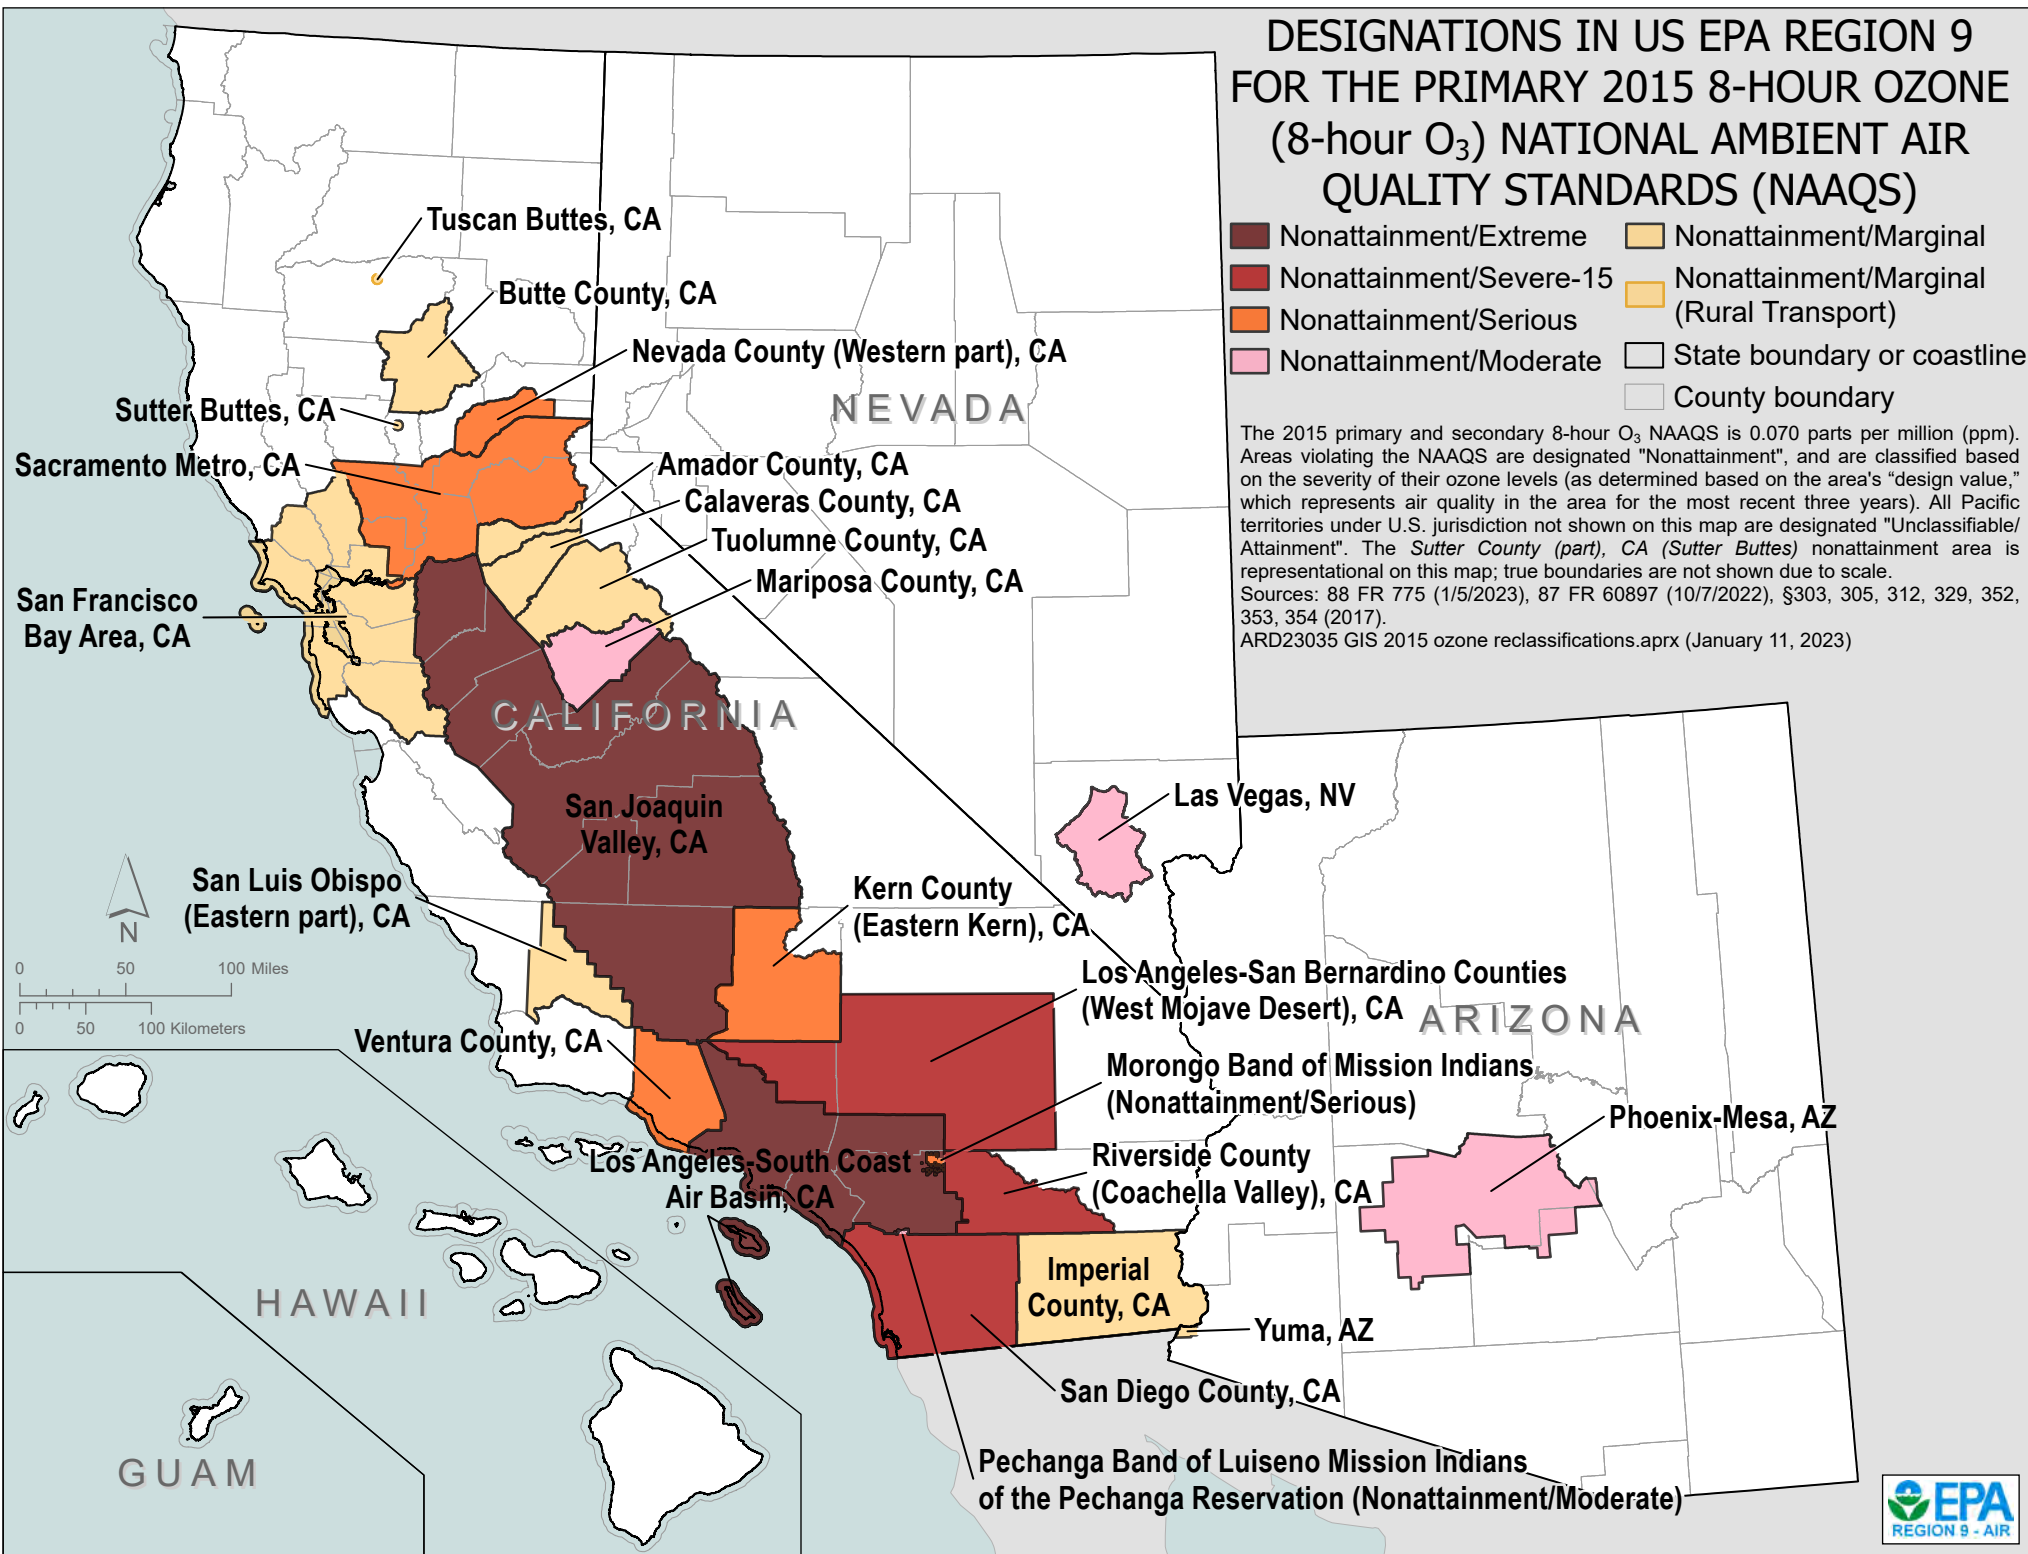 DESIGNATIONS IN US EPA REGION 9
FOR THE PRIMARY 2015 8-HOUR OZONE
(8-hour O₃) NATIONAL AMBIENT AIR
QUALITY STANDARDS (NAAQS)
Nonattainment/Extreme
Nonattainment/Severe-15
Nonattainment/Serious
Nonattainment/Moderate
Nonattainment/Marginal
Nonattainment/Marginal
(Rural Transport)
State boundary or coastline
County boundary
The 2015 primary and secondary 8-hour O₃ NAAQS is 0.070 parts per million (ppm).
Areas violating the NAAQS are designated "Nonattainment", and are classified based
on the severity of their ozone levels (as determined based on the area's “design value,”
which represents air quality in the area for the most recent three years). All Pacific
territories under U.S. jurisdiction not shown on this map are designated "Unclassifiable/
Attainment". The Sutter County (part), CA (Sutter Buttes) nonattainment area is
representational on this map; true boundaries are not shown due to scale.
Sources: 88 FR 775 (1/5/2023), 87 FR 60897 (10/7/2022), §303, 305, 312, 329, 352,
353, 354 (2017).
ARD23035 GIS 2015 ozone reclassifications.aprx (January 11, 2023)
Tuscan Buttes, CA
Butte County, CA
Nevada County (Western part), CA
NEVADA
Sutter Buttes, CA
Sacramento Metro, CA
Amador County, CA
Calaveras County, CA
Tuolumne County, CA
Mariposa County, CA
San Francisco
Bay Area, CA
CALIFORNIA
San Joaquin
Valley, CA
Las Vegas, NV
San Luis Obispo
(Eastern part), CA
Kern County
(Eastern Kern), CA
N
0 50 100 Miles
0 50 100 Kilometers
Los Angeles-San Bernardino Counties
(West Mojave Desert), CA
ARIZONA
Ventura County, CA
Morongo Band of Mission Indians
(Nonattainment/Serious)
Phoenix-Mesa, AZ
Los Angeles-South Coast
Air Basin, CA
Riverside County
(Coachella Valley), CA
Imperial
County, CA
HAWAII
Yuma, AZ
San Diego County, CA
GUAM
Pechanga Band of Luiseno Mission Indians
of the Pechanga Reservation (Nonattainment/Moderate)
EPA
REGION 9 - AIR